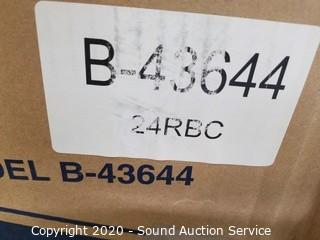 B-43644
24RBC
DEL B-43644
Copyright 2020 - Sound Auction Service